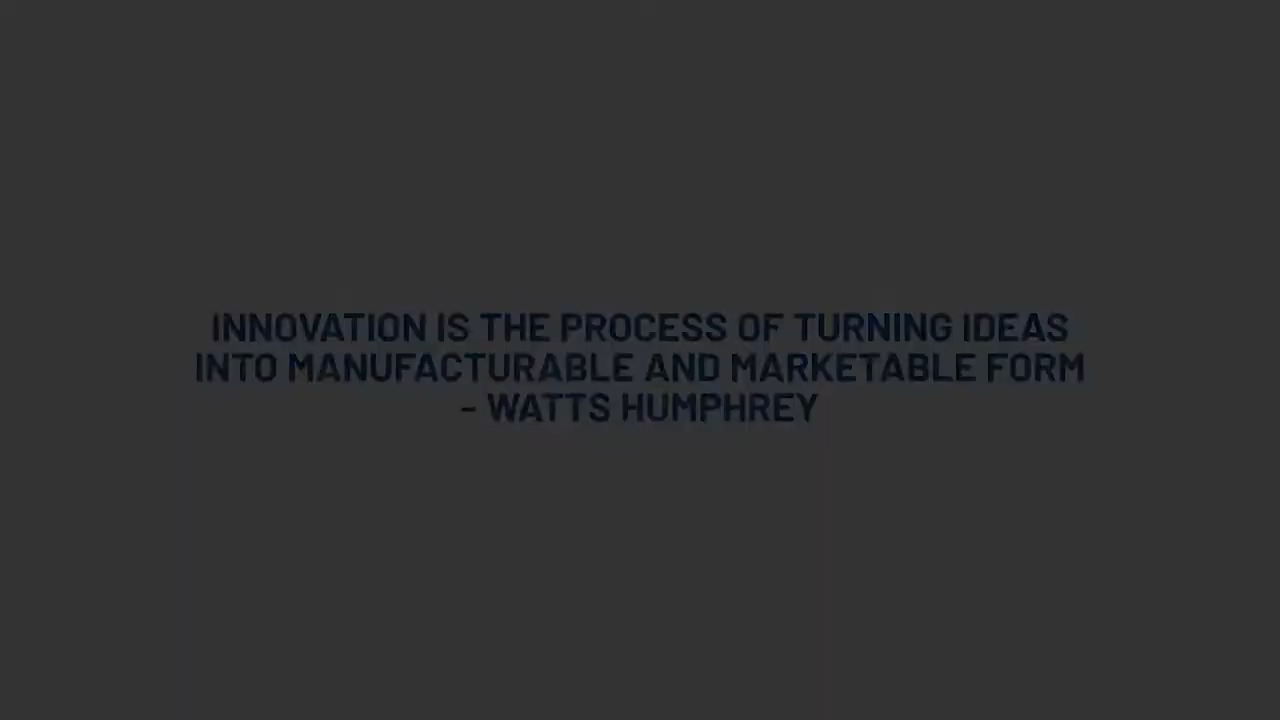 INNOVATION IS THE PROCESS OF TURNING IDEAS
INTO MANUFACTURABLE AND MARKETABLE FORM
- WATTS HUMPHREY